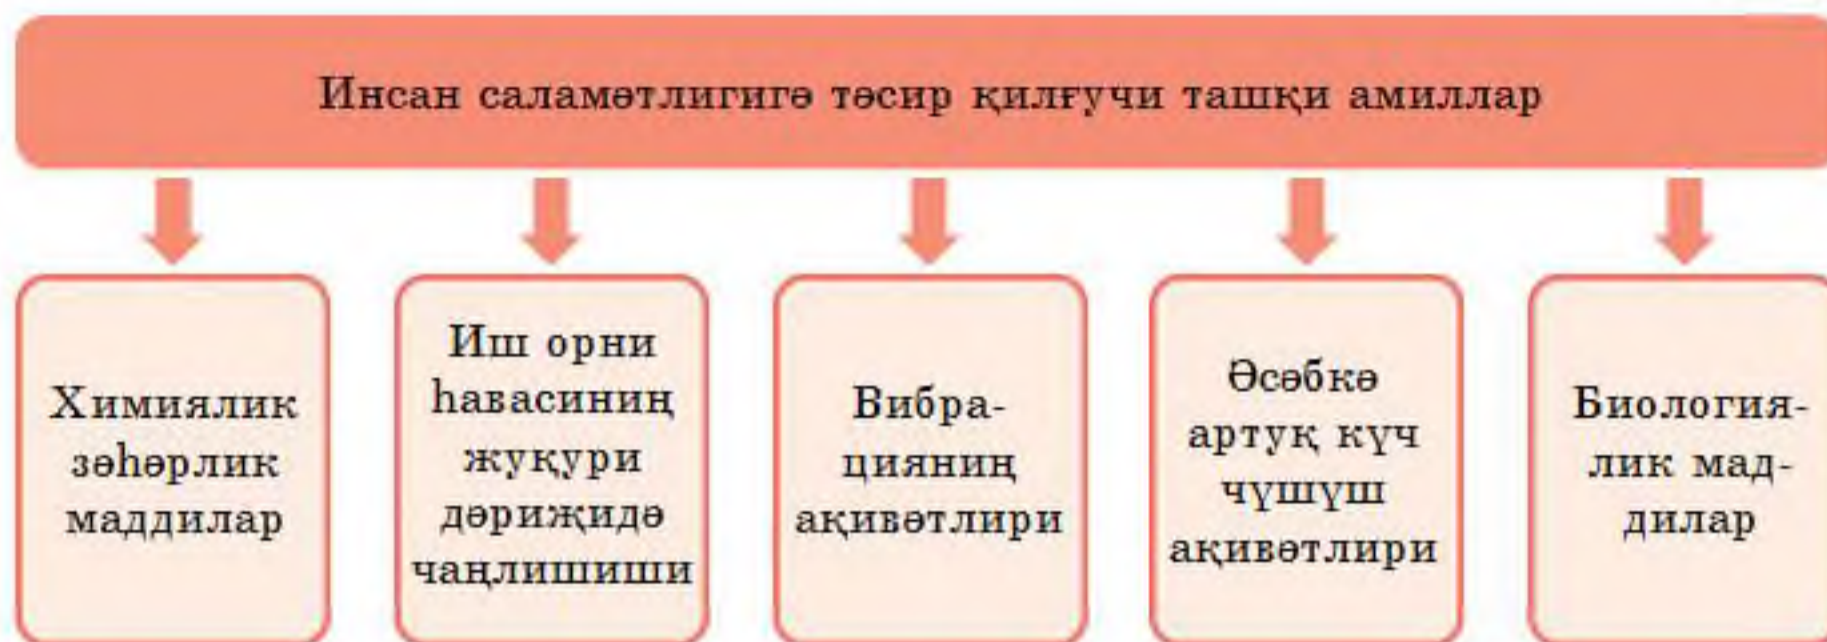 Инсан саламәтлигигә тәсир қилғучи ташқи амиллар
Химиялик
зәһәрлик
маддилар
Иш орни
һавасиниң
жуқури
дәриҗидә
чаңлишиши
Вибра-
цияниң
ақивәтлири
Әсәбкә
артуқ күч
чүшүш
ақивәтлири
Биология-
лик мад-
дилар